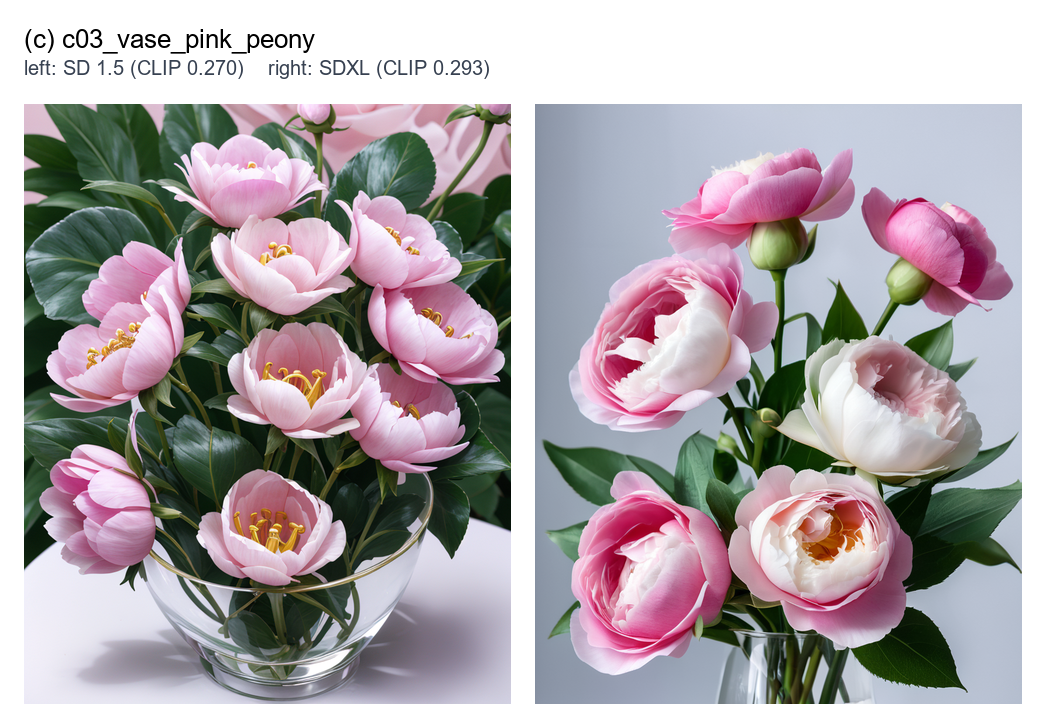 (c) c03_vase_pink_peony
left: SD 1.5 (CLIP 0.270)    right: SDXL (CLIP 0.293)